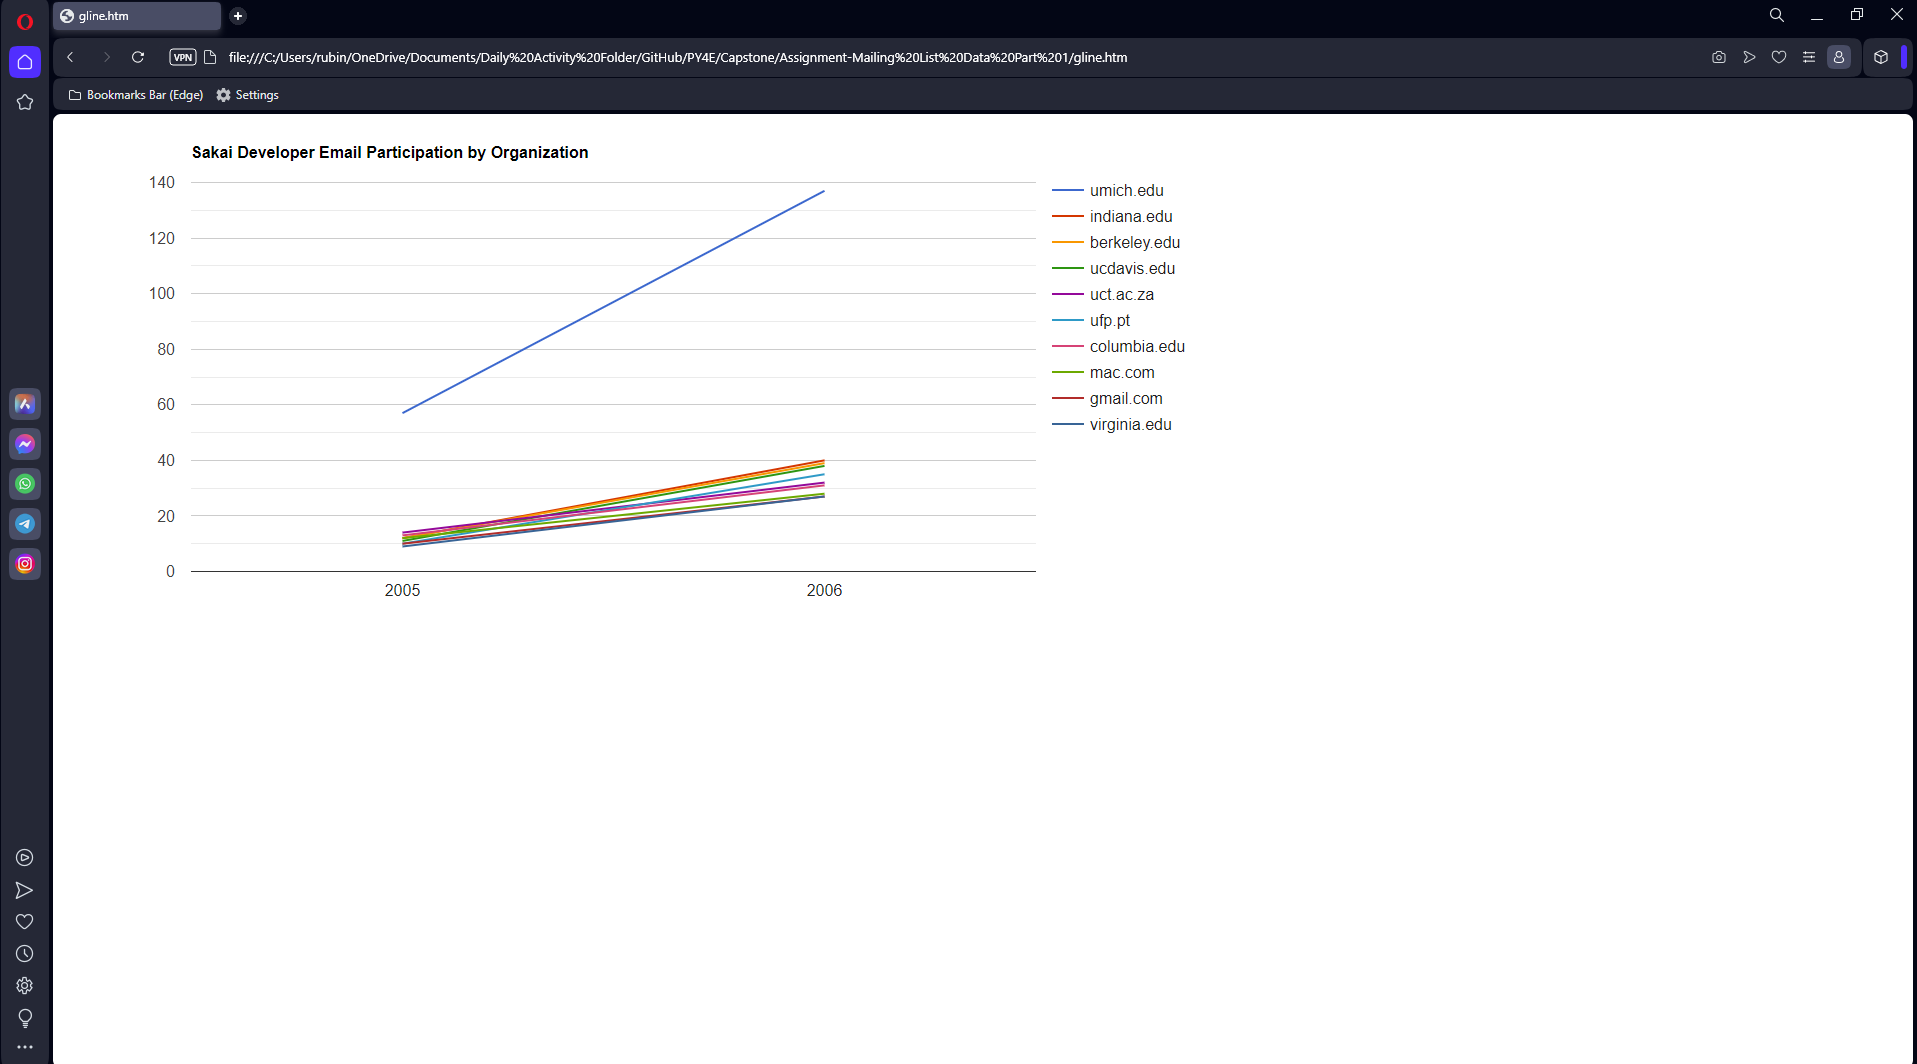 gline.htm
VPN
file:///C:/Users/rubin/OneDrive/Documents/Daily%20Activity%20Folder/GitHub/PY4E/Capstone/Assignment-Mailing%20List%20Data%20Part%201/gline.htm
Bookmarks Bar (Edge) Settings
Sakai Developer Email Participation by Organization
140
120
100
80
60
40
20
0
2005 2006
umich.edu
indiana.edu
berkeley.edu
ucdavis.edu
uct.ac.za
ufp.pt
columbia.edu
mac.com
gmail.com
virginia.edu